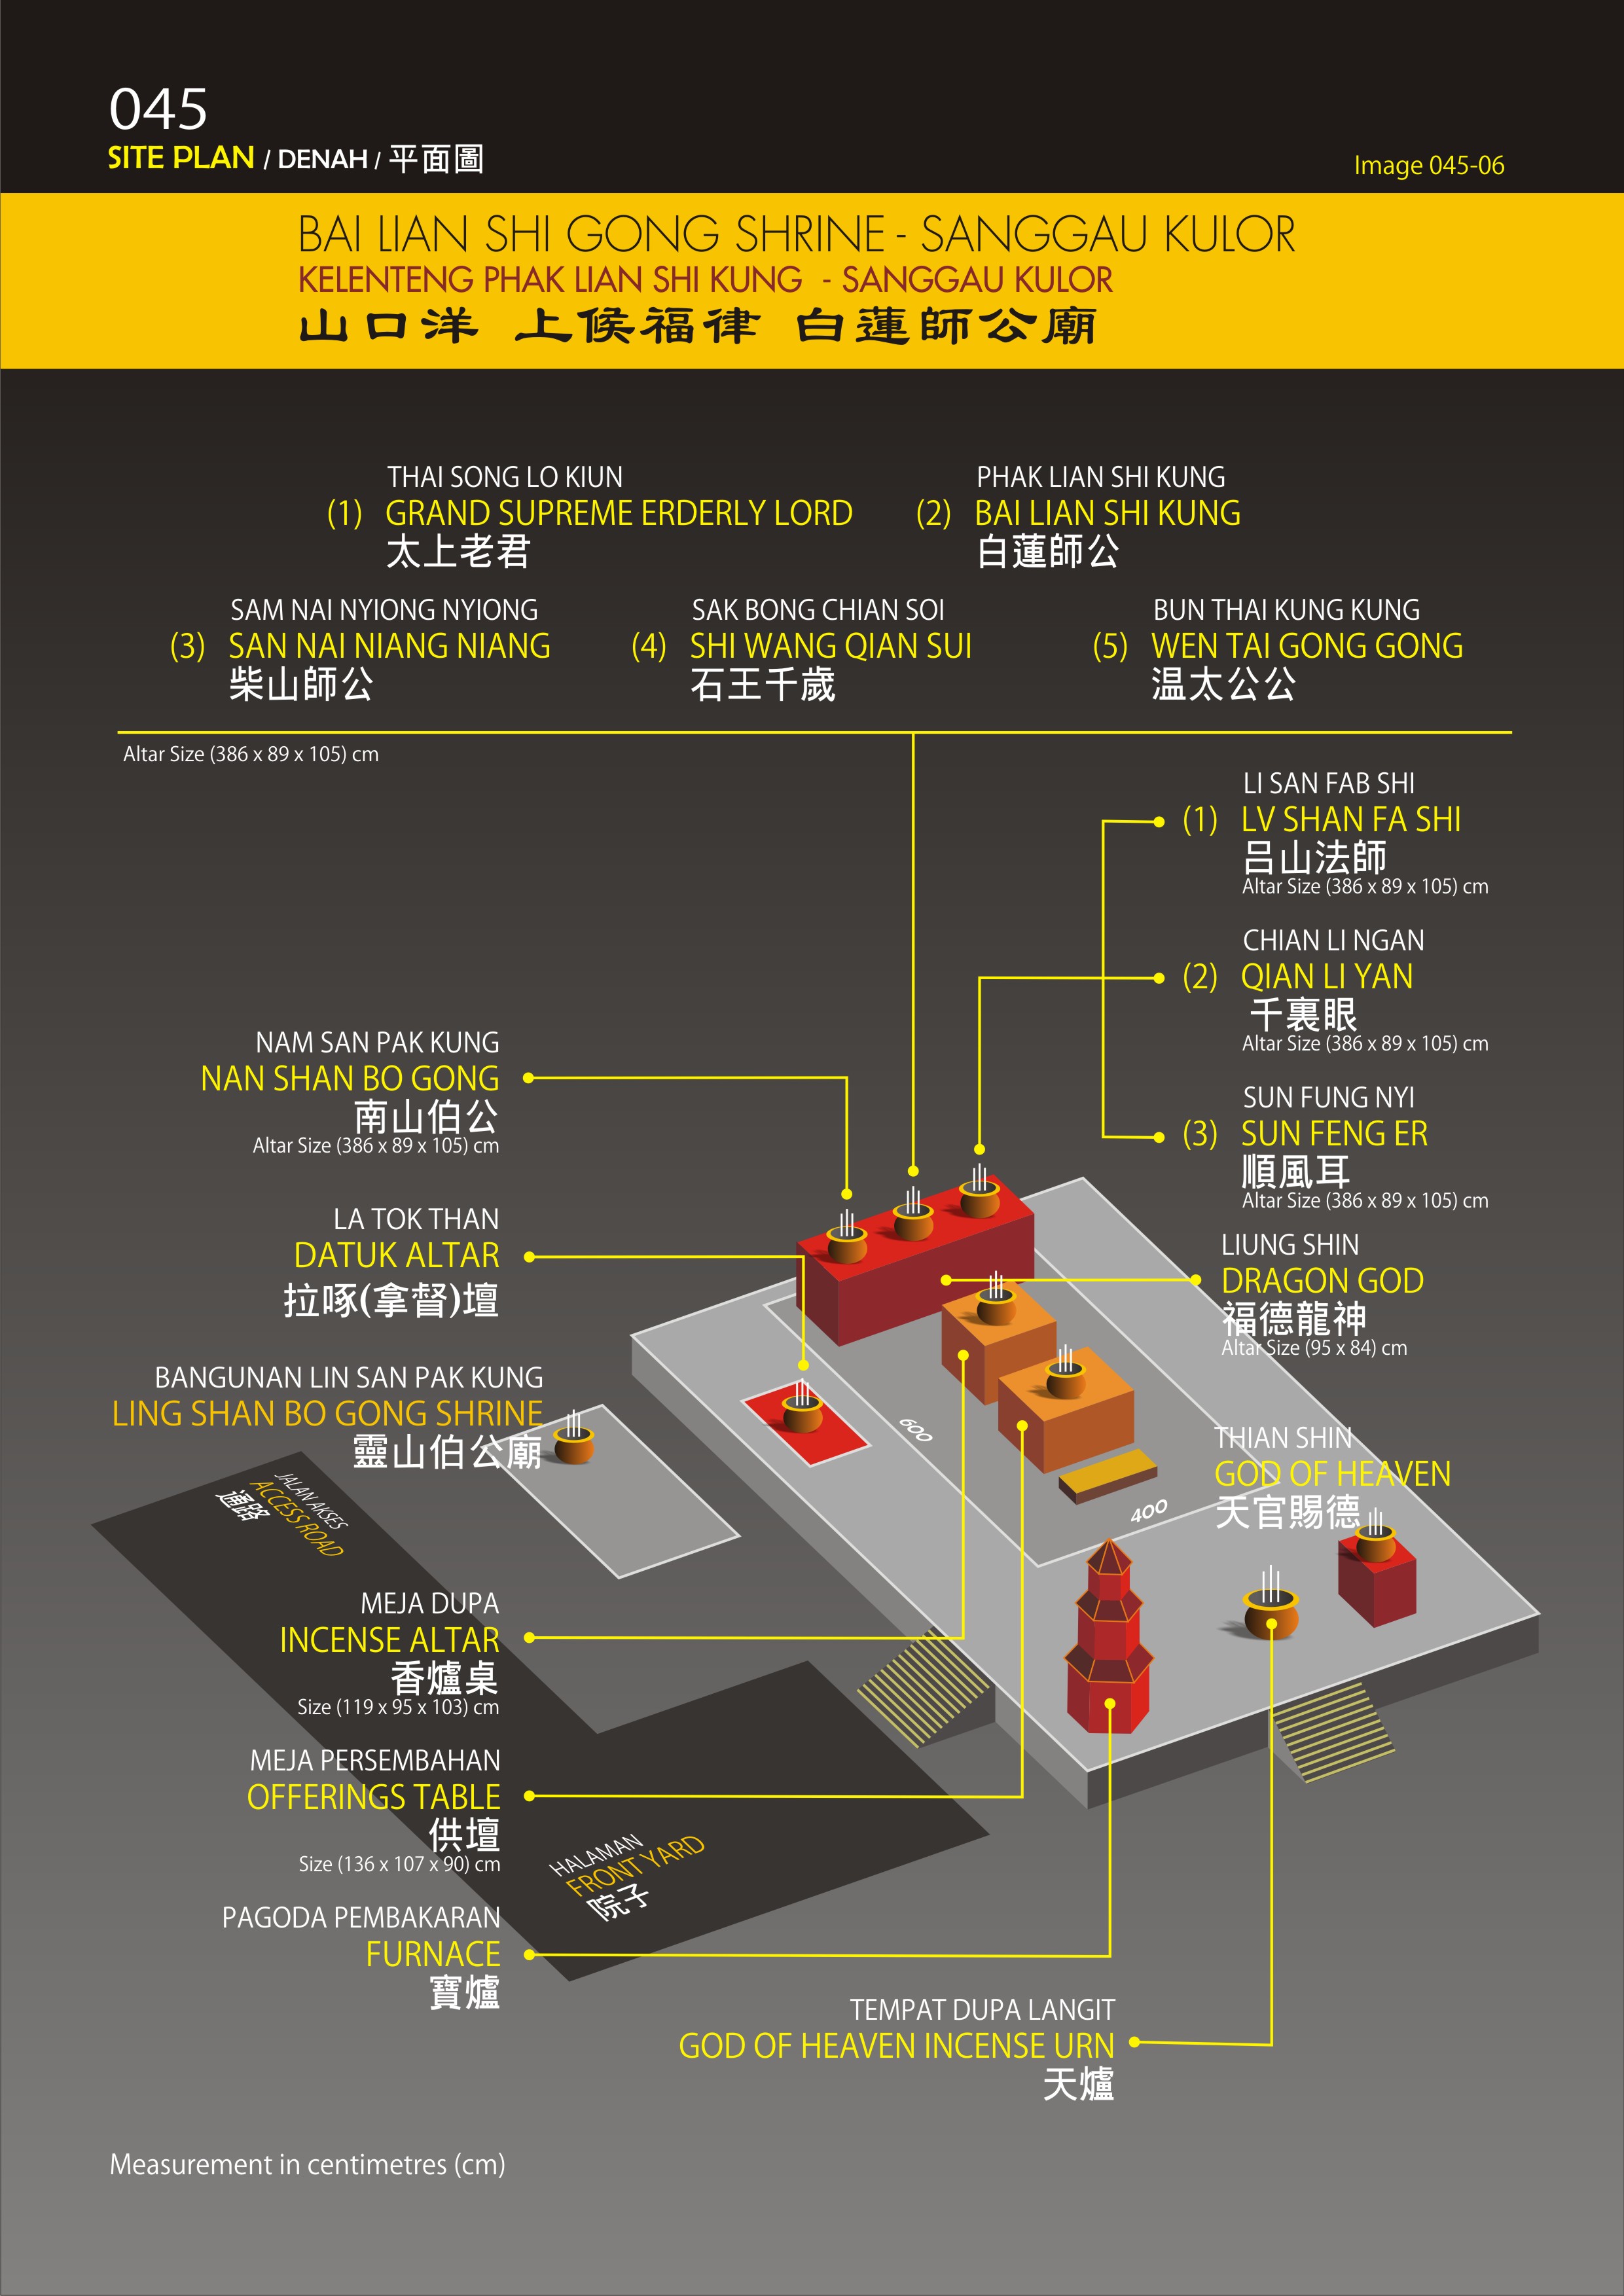 045
SITE PLAN / DENAH / 平面圖
Image 045-06
BAI LIAN SHI GONG SHRINE - SANGGAU KULOR
KELENTENG PHAK LIAN SHI KUNG - SANGGAU KULOR
山口洋 上候福律 白蓮師公廟
THAI SONG LO KIUN
(1) GRAND SUPREME ERDERLY LORD
太上老君
PHAK LIAN SHI KUNG
(2) BAI LIAN SHI KUNG
白蓮師公
SAM NAI NYIONG NYIONG
(3) SAN NAI NIANG NIANG
柴山師公
SAK BONG CHIAN SOI
(4) SHI WANG QIAN SUI
石王千歲
BUN THAI KUNG KUNG
(5) WEN TAI GONG GONG
温太公公
Altar Size (386 x 89 x 105) cm
LI SAN FAB SHI
(1) LV SHAN FA SHI
吕山法師
Altar Size (386 x 89 x 105) cm
CHIAN LI NGAN
(2) QIAN LI YAN
千裏眼
Altar Size (386 x 89 x 105) cm
SUN FUNG NYI
(3) SUN FENG ER
順風耳
Altar Size (386 x 89 x 105) cm
NAM SAN PAK KUNG
NAN SHAN BO GONG
南山伯公
Altar Size (386 x 89 x 105) cm
LA TOK THAN
DATUK ALTAR
拉啄(拿督)壇
LIUNG SHIN
DRAGON GOD
福德龍神
Altar Size (95 x 84) cm
BANGUNAN LIN SAN PAK KUNG
LING SHAN BO GONG SHRINE
靈山伯公廟
600
400
THIAN SHIN
GOD OF HEAVEN
天官賜德
JALAN AKSES
ACCESS ROAD
通路
MEJA DUPA
INCENSE ALTAR
香爐桌
Size (119 x 95 x 103) cm
MEJA PERSEMBAHAN
OFFERINGS TABLE
供壇
Size (136 x 107 x 90) cm
HALAMAN
FRONT YARD
院子
PAGODA PEMBAKARAN
FURNACE
寶爐
TEMPAT DUPA LANGIT
GOD OF HEAVEN INCENSE URN
天爐
Measurement in centimetres (cm)